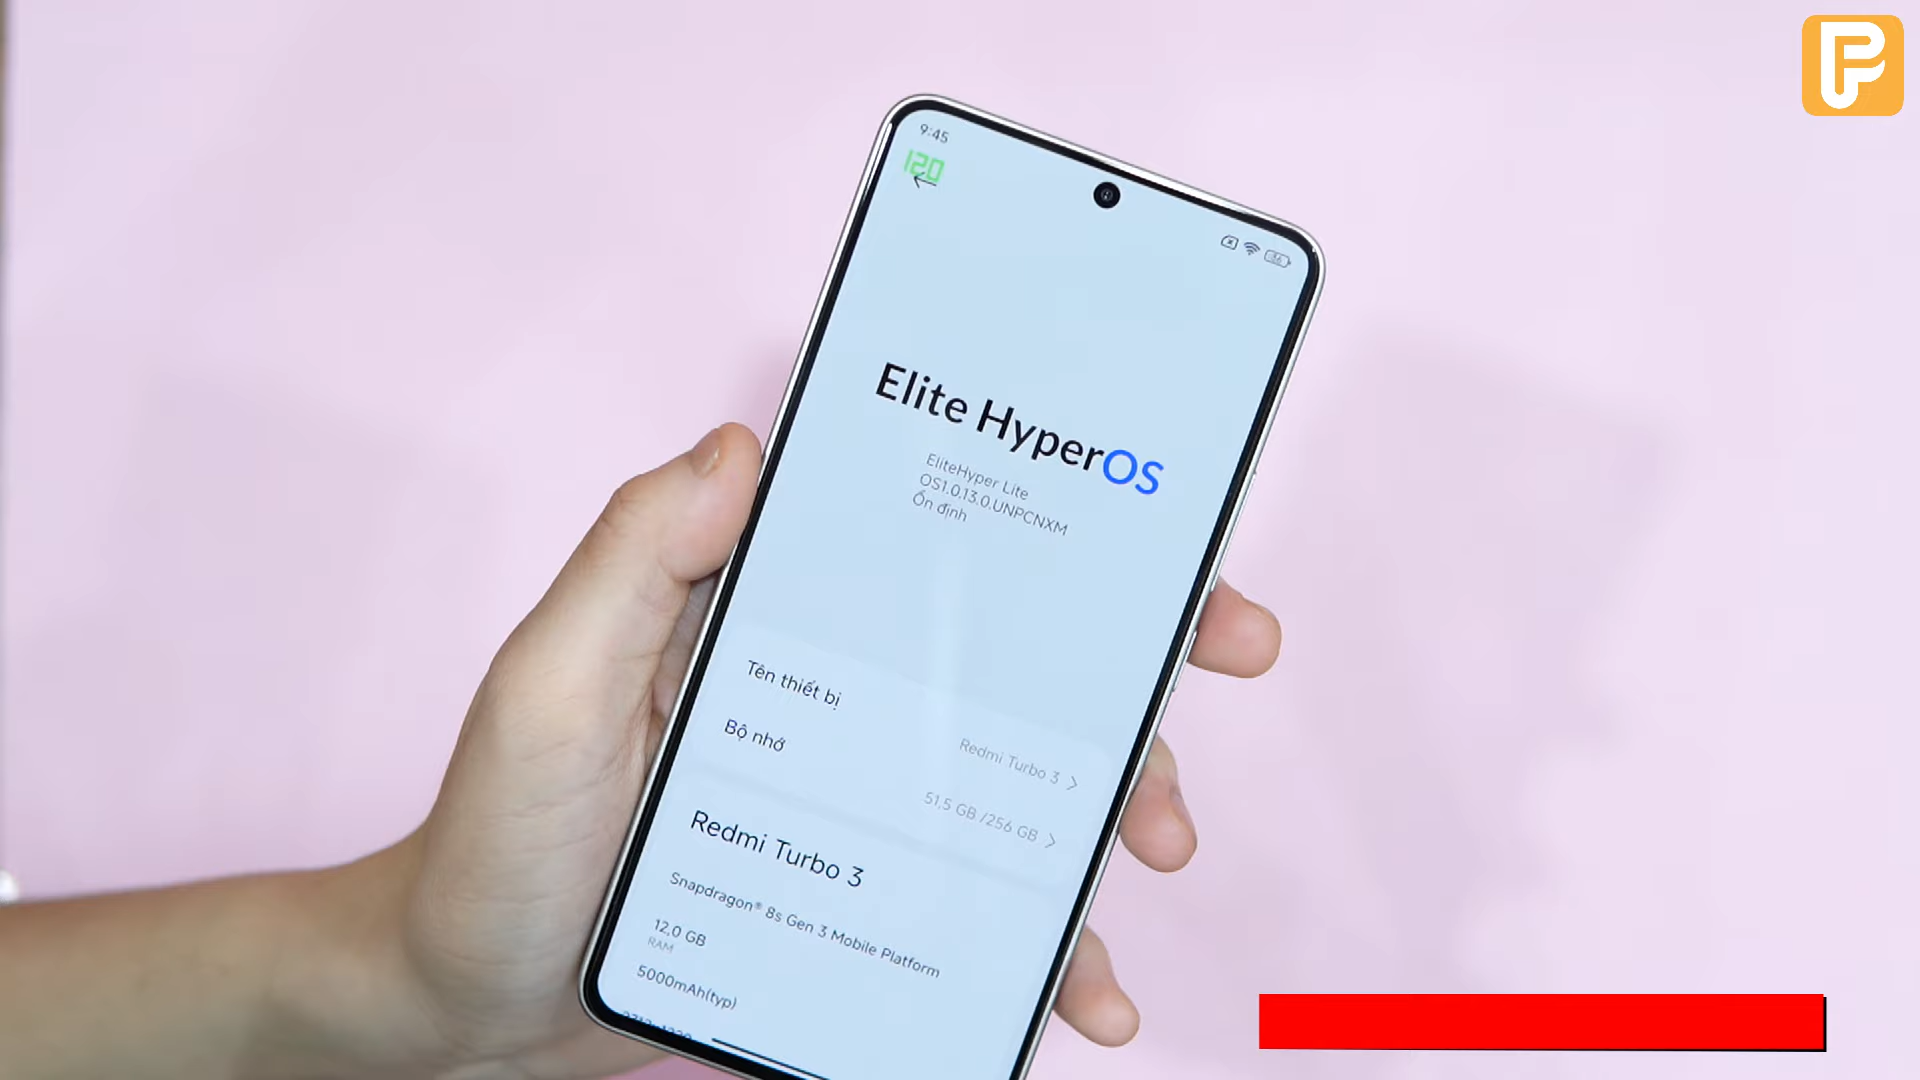 9:45
120
56
Elite HyperOS
EliteHyper Lite
OS1.0.13.0.UNPCNXM
Ổn định
Tên thiết bị
Redmi Turbo 3
Bộ nhớ
51,5 GB /256 GB
Redmi Turbo 3
Snapdragon® 8s Gen 3 Mobile Platform
12,0 GB
RAM
5000mAh(typ)